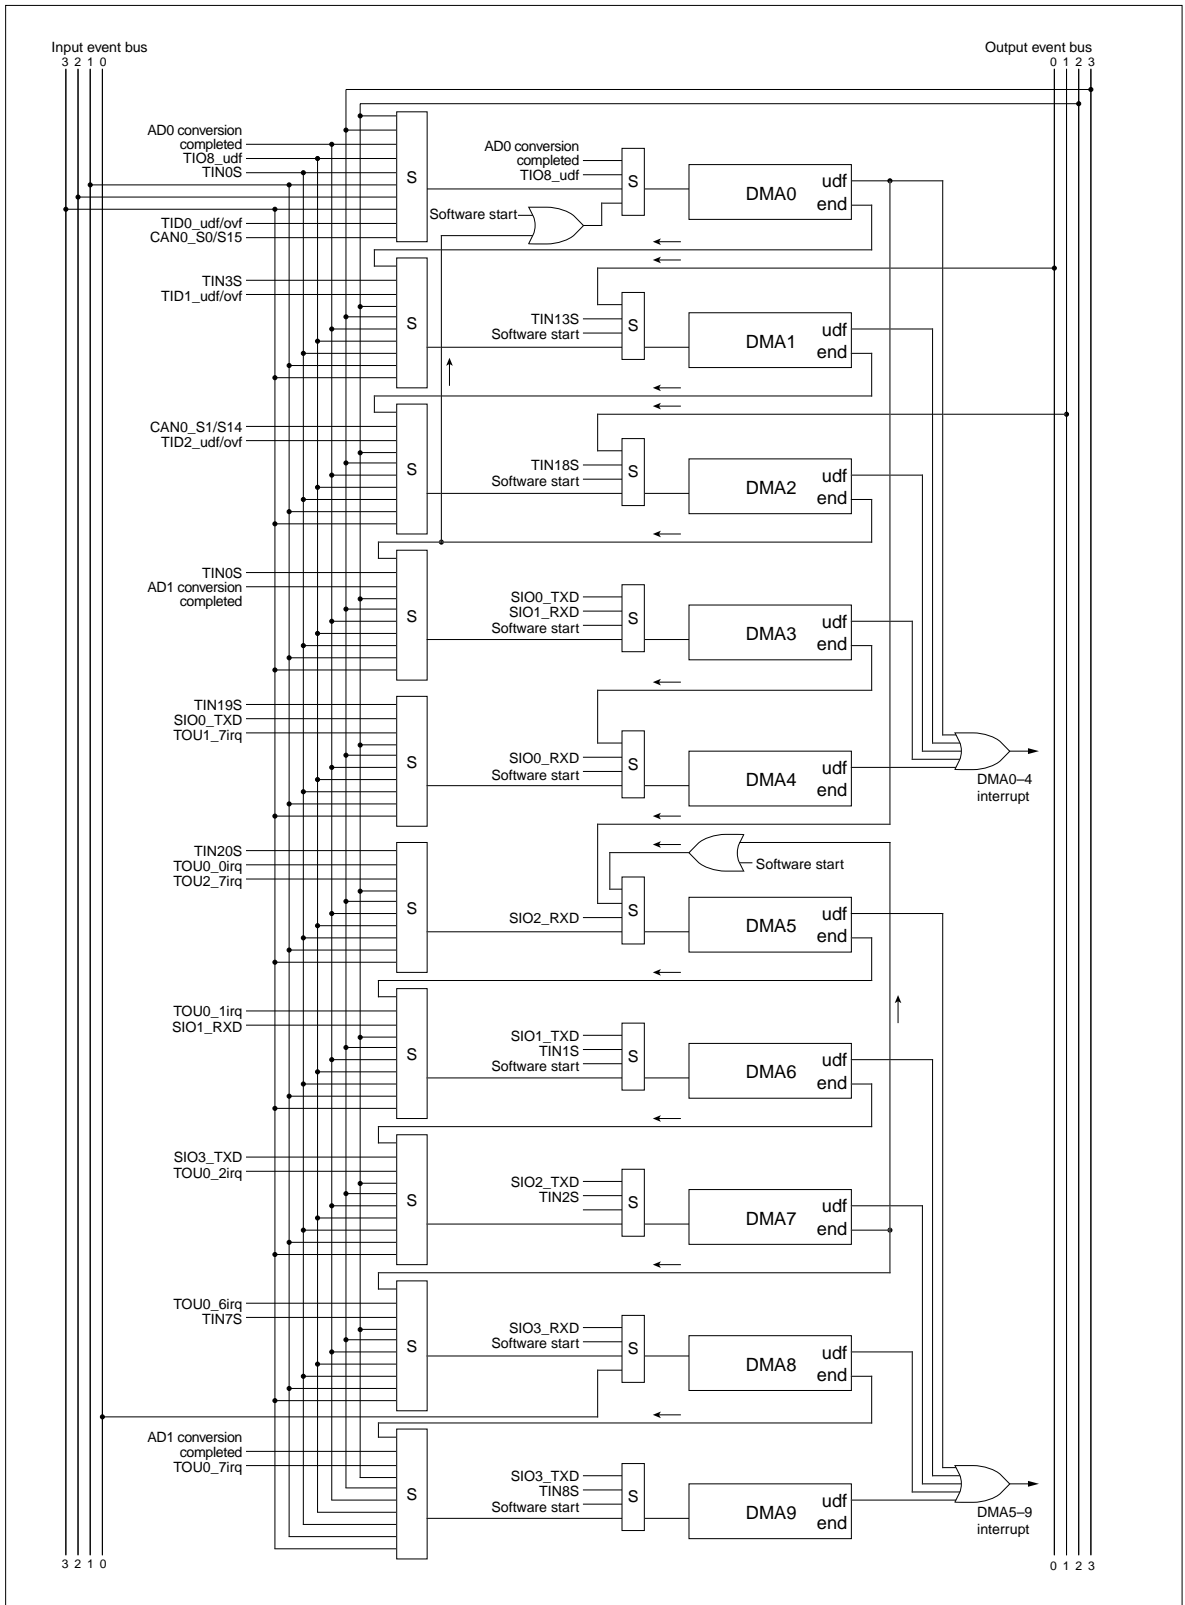 Input event bus
3 2 1 0
Output event bus
0 1 2 3
AD0 conversion
completed
TIO8_udf
TIN0S
TID0_udf/ovf
CAN0_S0/S15
S
AD0 conversion
completed
TIO8_udf
Software start
S
DMA0
udf
end
TIN3S
TID1_udf/ovf
S
TIN13S
Software start
S
DMA1
udf
end
CAN0_S1/S14
TID2_udf/ovf
S
TIN18S
Software start
S
DMA2
udf
end
TIN0S
AD1 conversion
completed
S
SIO0_TXD
SIO1_RXD
Software start
S
DMA3
udf
end
TIN19S
SIO0_TXD
TOU1_7irq
S
SIO0_RXD
Software start
S
DMA4
udf
end
DMA0–4
interrupt
TIN20S
TOU0_0irq
TOU2_7irq
S
Software start
SIO2_RXD
S
DMA5
udf
end
TOU0_1irq
SIO1_RXD
S
SIO1_TXD
TIN1S
Software start
S
DMA6
udf
end
SIO3_TXD
TOU0_2irq
S
SIO2_TXD
TIN2S
S
DMA7
udf
end
TOU0_6irq
TIN7S
S
SIO3_RXD
Software start
S
DMA8
udf
end
AD1 conversion
completed
TOU0_7irq
S
SIO3_TXD
TIN8S
Software start
S
DMA9
udf
end
DMA5–9
interrupt
3 2 1 0
0 1 2 3